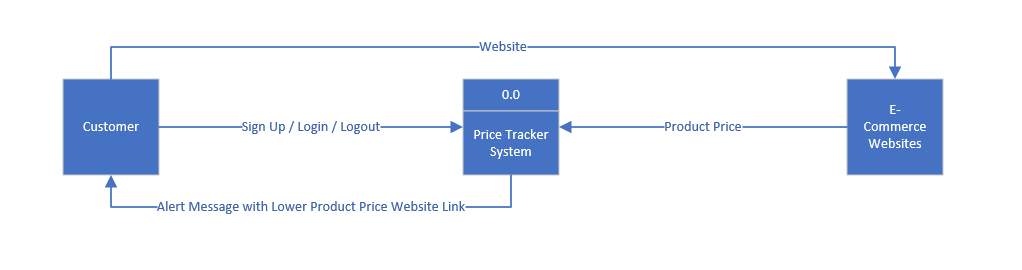 Website
0.0
Customer
Sign Up / Login / Logout
Price Tracker
System
Product Price
E-
Commerce
Websites
Alert Message with Lower Product Price Website Link